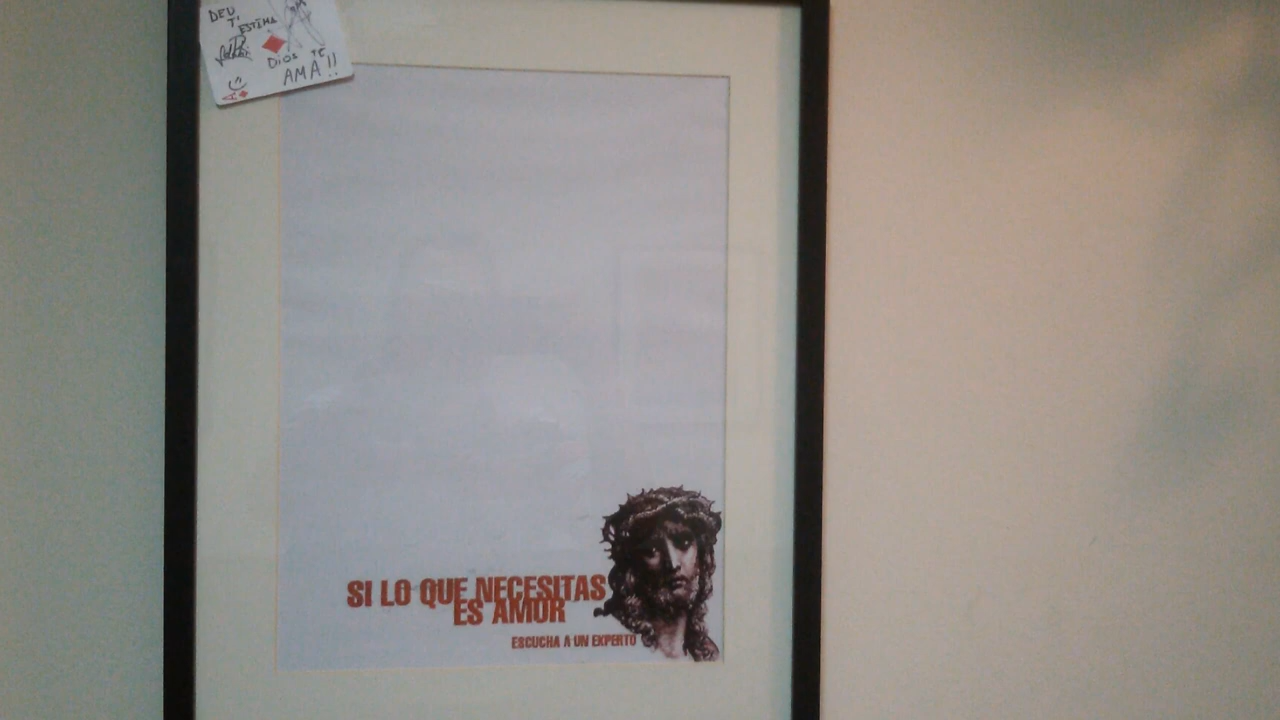 DEU
T'
ESTIMA
DIOS TE
AMA!!
A
SI LO QUE NECESITAS
ES AMOR
ESCUCHA A UN EXPERTO